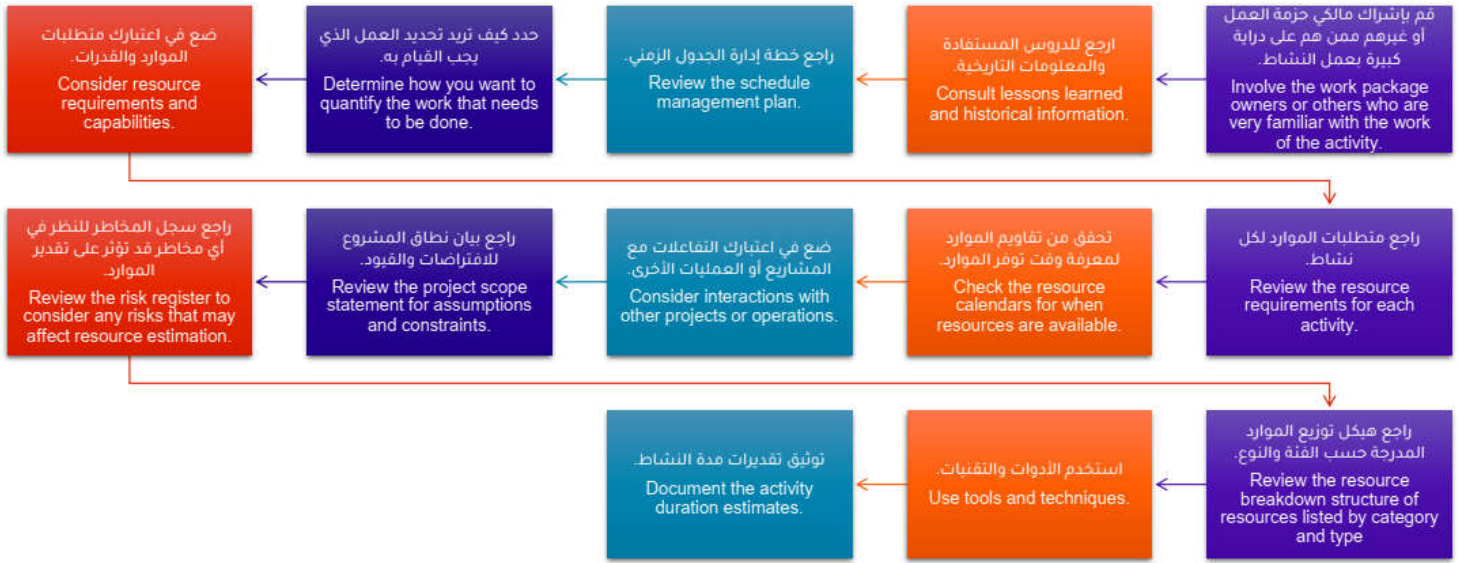 قم بإشراك مالكي حزمة العمل
أو غيرهم ممن هم على دراية
كبيرة بعمل النشاط.
Involve the work package
owners or others who are
very familiar with the work
of the activity.
ارجع للدروس المستفادة
والمعلومات التاريخية.
Consult lessons learned
and historical information.
راجع خطة إدارة الجدول الزمني.
Review the schedule
management plan.
حدد كيف تريد تحديد العمل الذي
يجب القيام به.
Determine how you want to
quantify the work that needs
to be done.
ضع في اعتبارك متطلبات
الموارد والقدرات.
Consider resource
requirements and
capabilities.
راجع متطلبات الموارد لكل
نشاط.
Review the resource
requirements for each
activity.
تحقق من تقاويم الموارد
لمعرفة وقت توفر الموارد.
Check the resource
calendars for when
resources are available.
ضع في اعتبارك التفاعلات مع
المشاريع أو العمليات الأخرى.
Consider interactions with
other projects or operations.
راجع بيان نطاق المشروع
للافتراضات والقيود.
Review the project scope
statement for assumptions
and constraints.
راجع سجل المخاطر للنظر في
أي مخاطر قد تؤثر على تقدير
الموارد.
Review the risk register to
consider any risks that may
affect resource estimation.
راجع هيكل توزيع الموارد
المدرجة حسب الفئة والنوع.
Review the resource
breakdown structure of
resources listed by category
and type
استخدم الأدوات والتقنيات.
Use tools and techniques.
توثيق تقديرات مدة النشاط.
Document the activity
duration estimates.